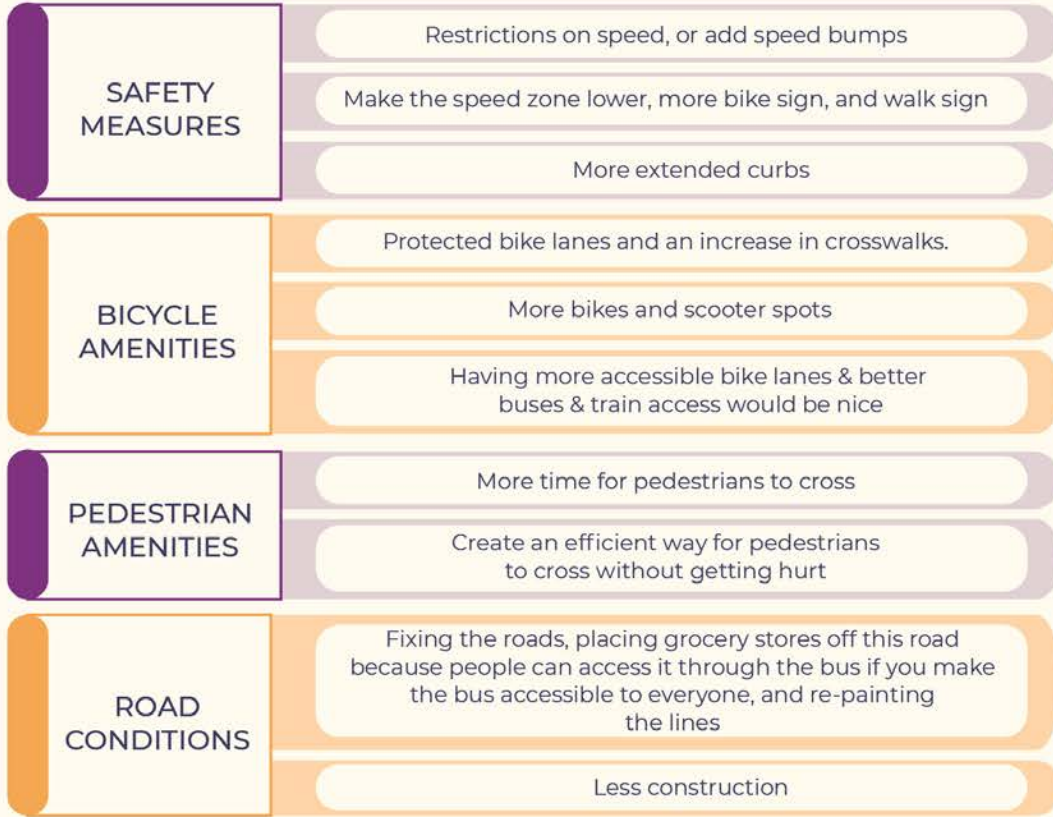 SAFETY
MEASURES
Restrictions on speed, or add speed bumps
Make the speed zone lower, more bike sign, and walk sign
More extended curbs
BICYCLE
AMENITIES
Protected bike lanes and an increase in crosswalks.
More bikes and scooter spots
Having more accessible bike lanes & better
buses & train access would be nice
PEDESTRIAN
AMENITIES
More time for pedestrians to cross
Create an efficient way for pedestrians
to cross without getting hurt
ROAD
CONDITIONS
Fixing the roads, placing grocery stores off this road
because people can access it through the bus if you make
the bus accessible to everyone, and re-painting
the lines
Less construction